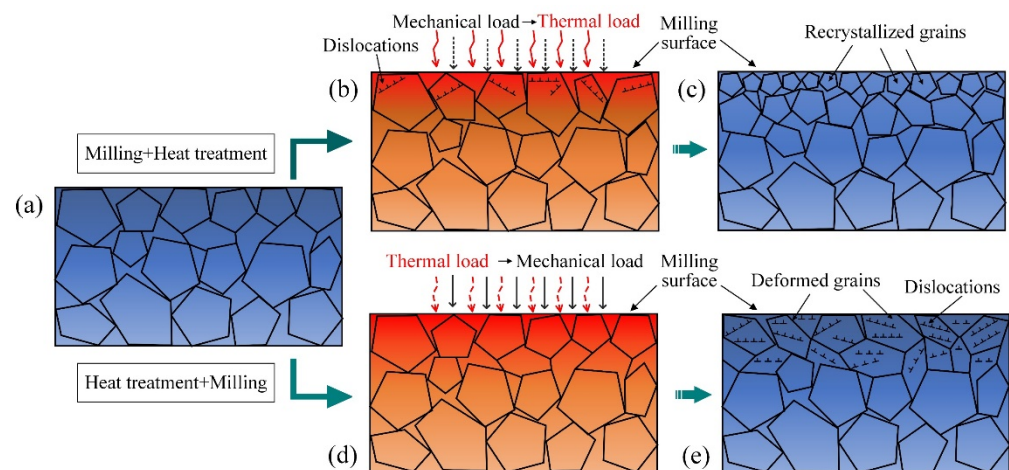 Mechanical load→Thermal load
Milling
surface
Recrystallized grains
Dislocations
(b)
(c)
Milling+Heat treatment
(a)
Thermal load →Mechanical load
Milling
surface
Deformed grains
Dislocations
Heat treatment+Milling
(d)
(e)